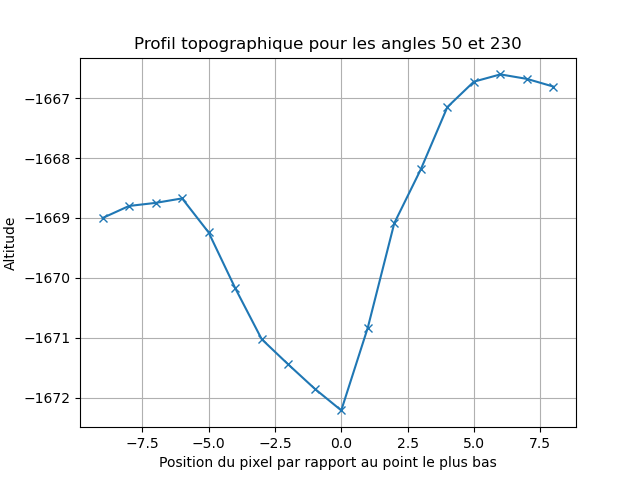 Profil topographique pour les angles 50 et 230
Altitude
−1667
−1668
−1669
−1670
−1671
−1672
−7.5 −5.0 −2.5 0.0 2.5 5.0 7.5
Position du pixel par rapport au point le plus bas